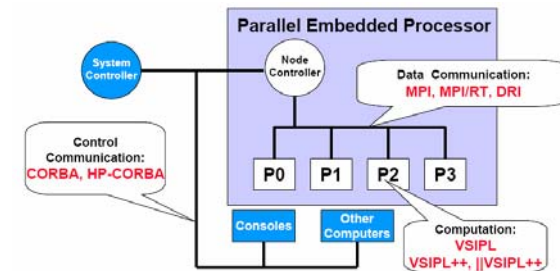 Parallel Embedded Processor
System
Controller
Node
Controller
Data Communication:
MPI, MPI/RT, DRI
Control
Communication:
CORBA, HP-CORBA
P0
P1
P2
P3
Consoles
Other
Computers
Computation:
VSIPL
VSIPL++, ||VSIPL++